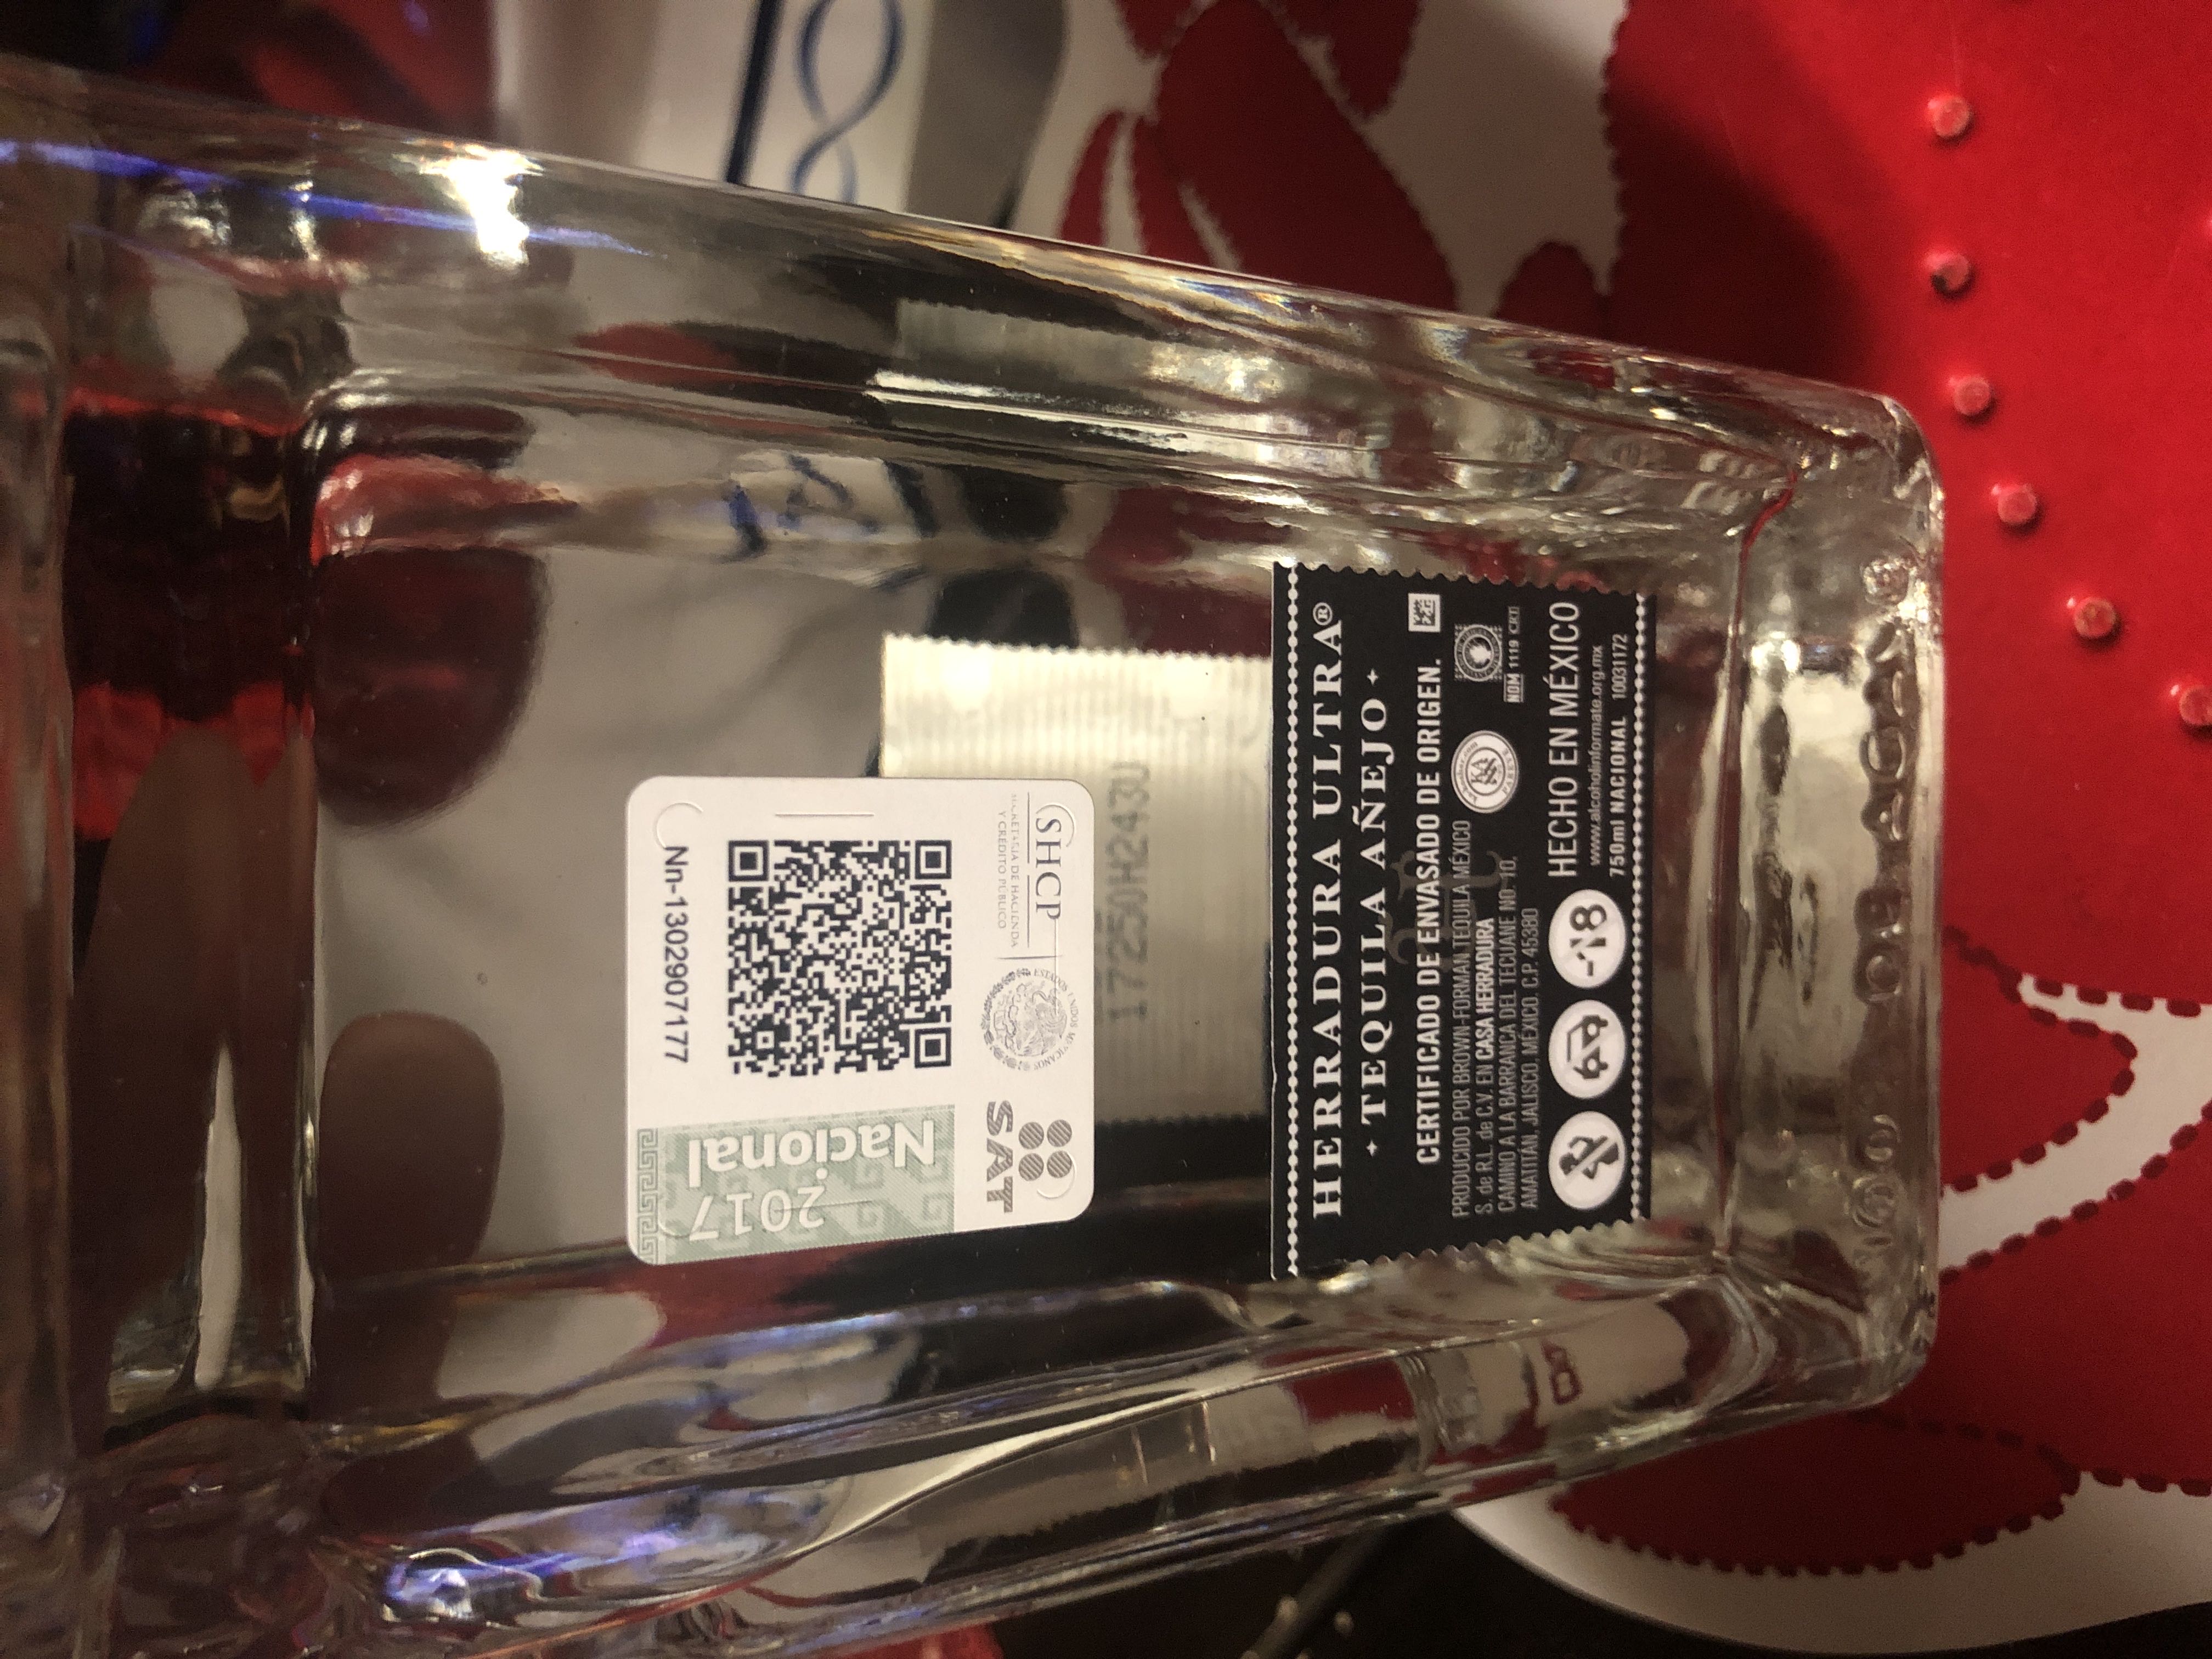 SHCP
SECRETARÍA DE HACIENDA
Y CRÉDITO PÚBLICO
ESTADOS UNIDOS MEXICANOS
SAT
Nn-1302907177
2017
Nacional
17250H2430
HERRADURA ULTRA®
TEQUILA AÑEJO
CERTIFICADO DE ENVASADO DE ORIGEN.
PRODUCIDO POR BROWN-FORMAN TEQUILA MÉXICO
S. de R.L. de C.V. EN CASA HERRADURA
CAMINO A LA BARRANCA DEL TECUANE NO. 10,
AMATITÁN, JALISCO, MÉXICO. C.P. 45380
NOM 1119 CRT
-18
HECHO EN MÉXICO
www.alcoholinformate.org.mx
750ml NACIONAL 10031172